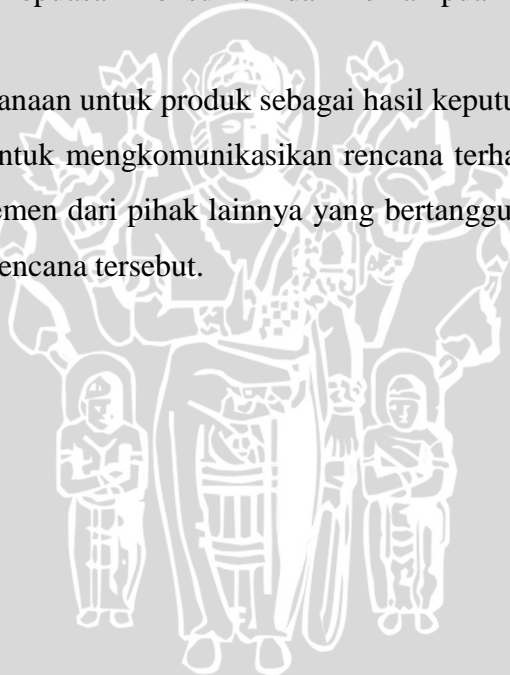 anaan untuk produk sebagai hasil keputu
ntuk mengkomunikasikan rencana terha
emen dari pihak lainnya yang bertanggu
encana tersebut.